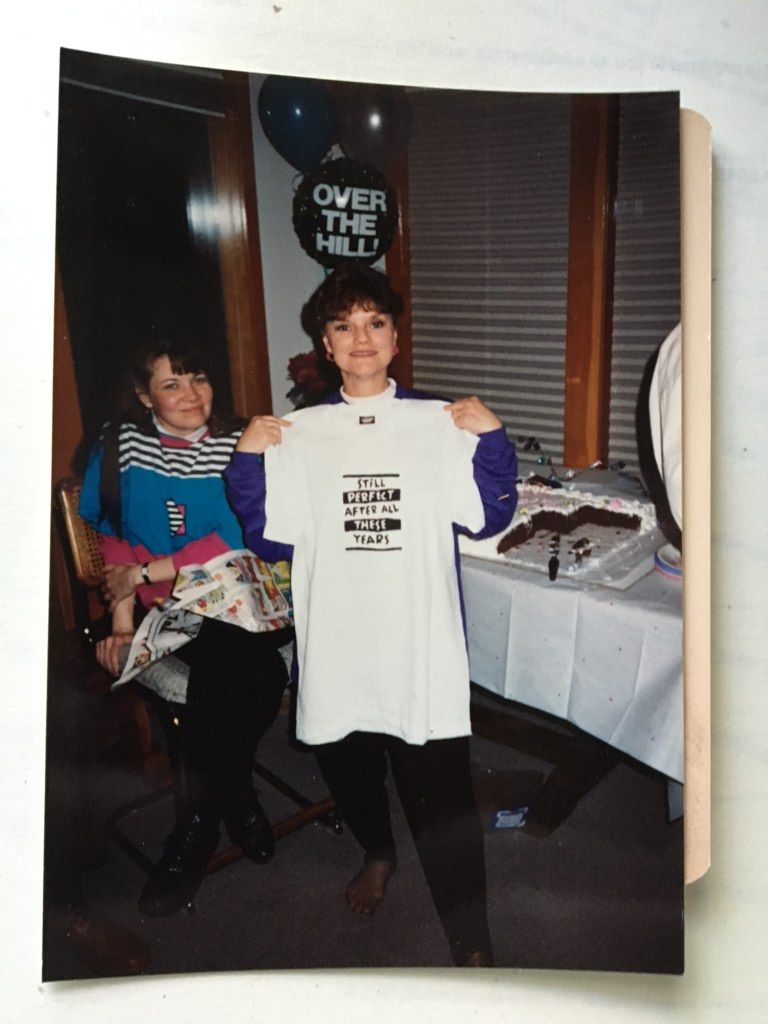 OVER
THE
HILL!
STILL
PERFECT
AFTER ALL
THESE
YEARS